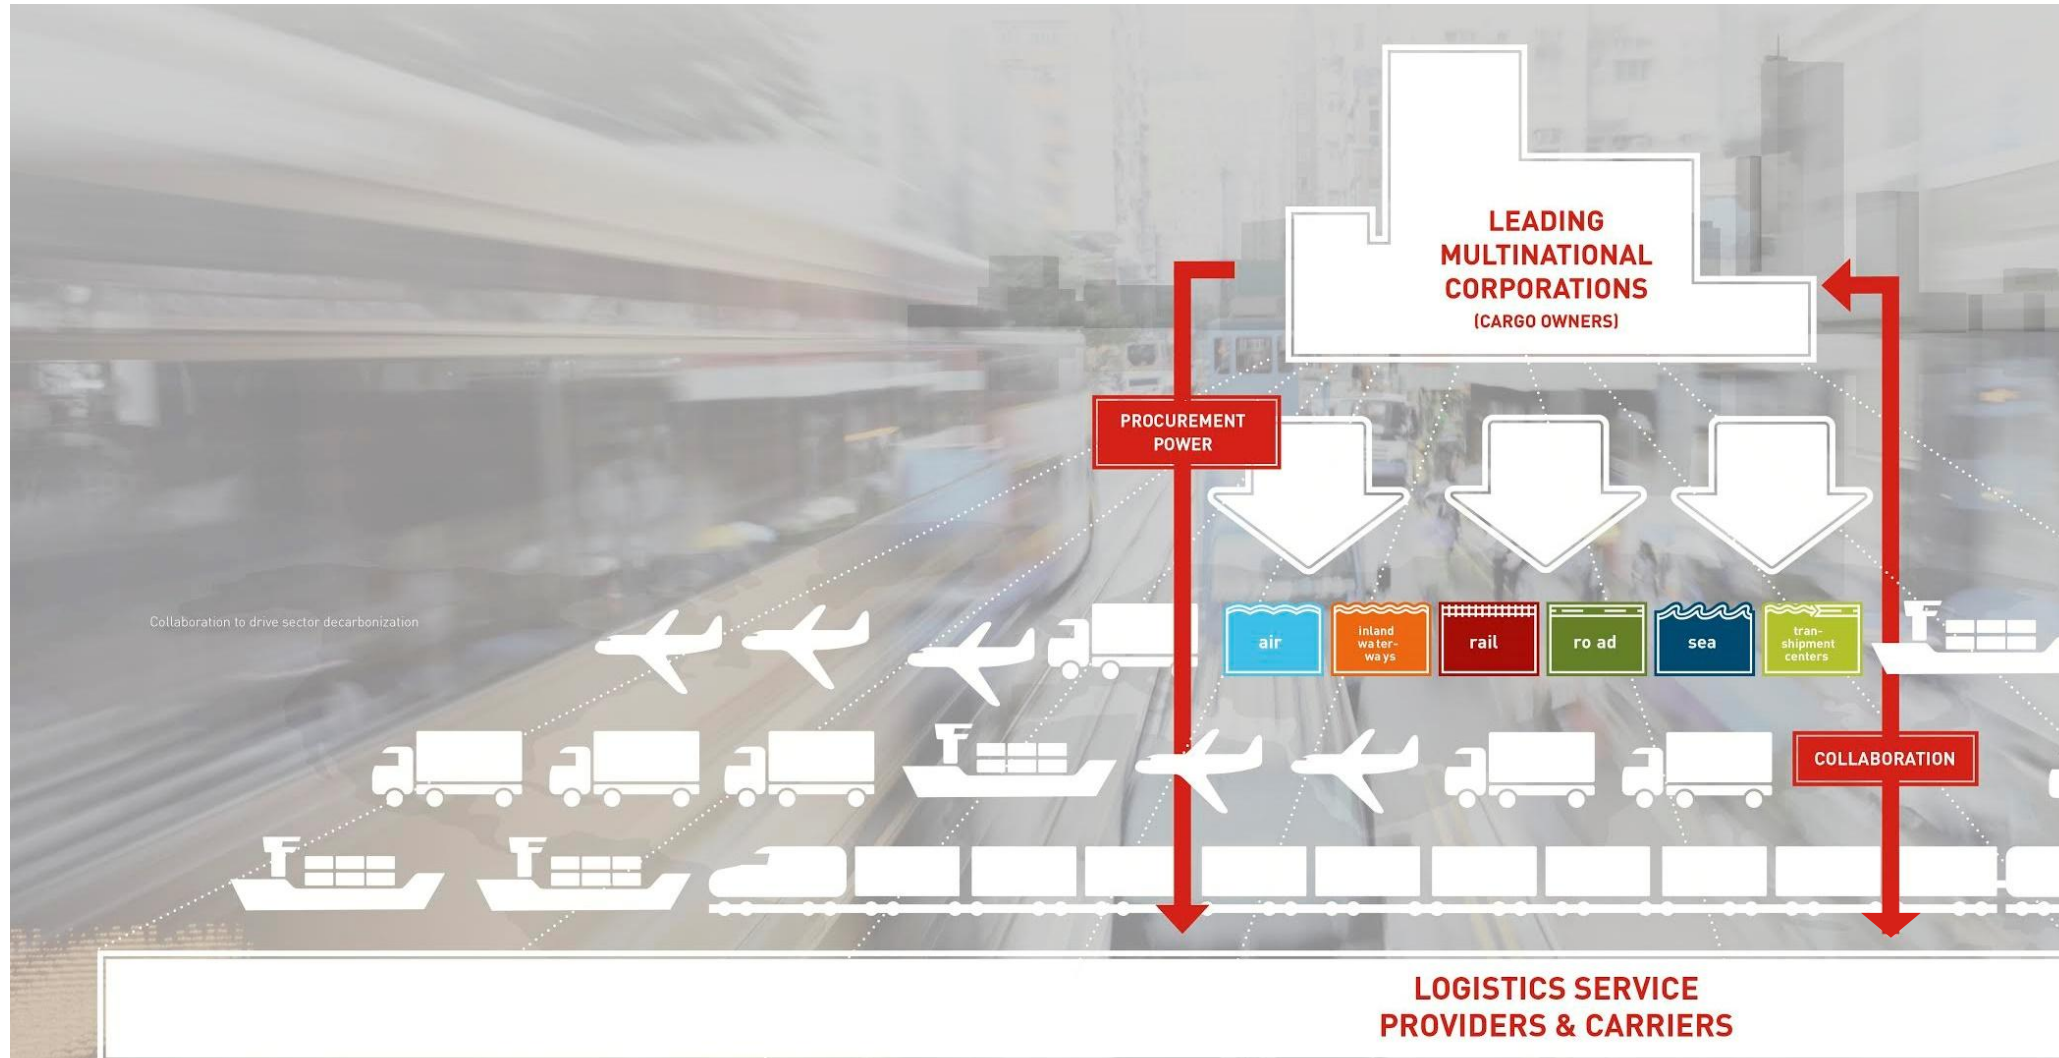 LEADING
MULTINATIONAL
CORPORATIONS
(CARGO OWNERS)
PROCUREMENT
POWER
Collaboration to drive sector decarbonization
air
inland
water-
ways
rail
ro ad
sea
tran-
shipment
centers
COLLABORATION
LOGISTICS SERVICE
PROVIDERS & CARRIERS